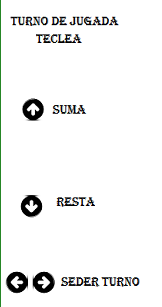 TURNO DE JUGADA
TECLEA
SUMA
RESTA
SEDER TURNO